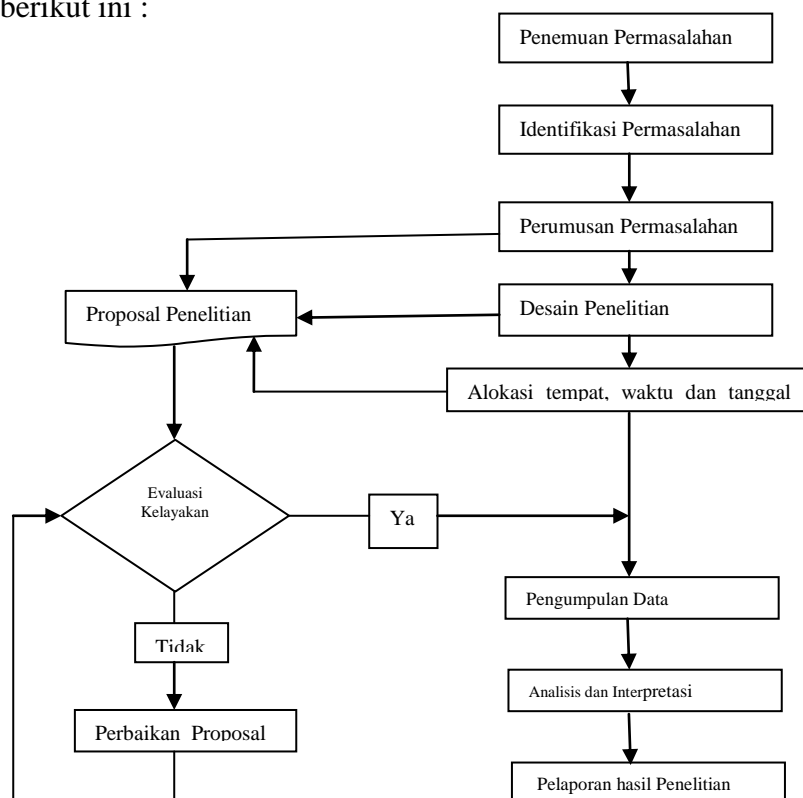 berikut ini :
Penemuan Permasalahan
Identifikasi Permasalahan
Perumusan Permasalahan
Proposal Penelitian
Desain Penelitian
Alokasi tempat, waktu dan tanggal
Evaluasi
Kelayakan
Ya
Pengumpulan Data
Tidak
Analisis dan Interpretasi
Perbaikan Proposal
Pelaporan hasil Penelitian